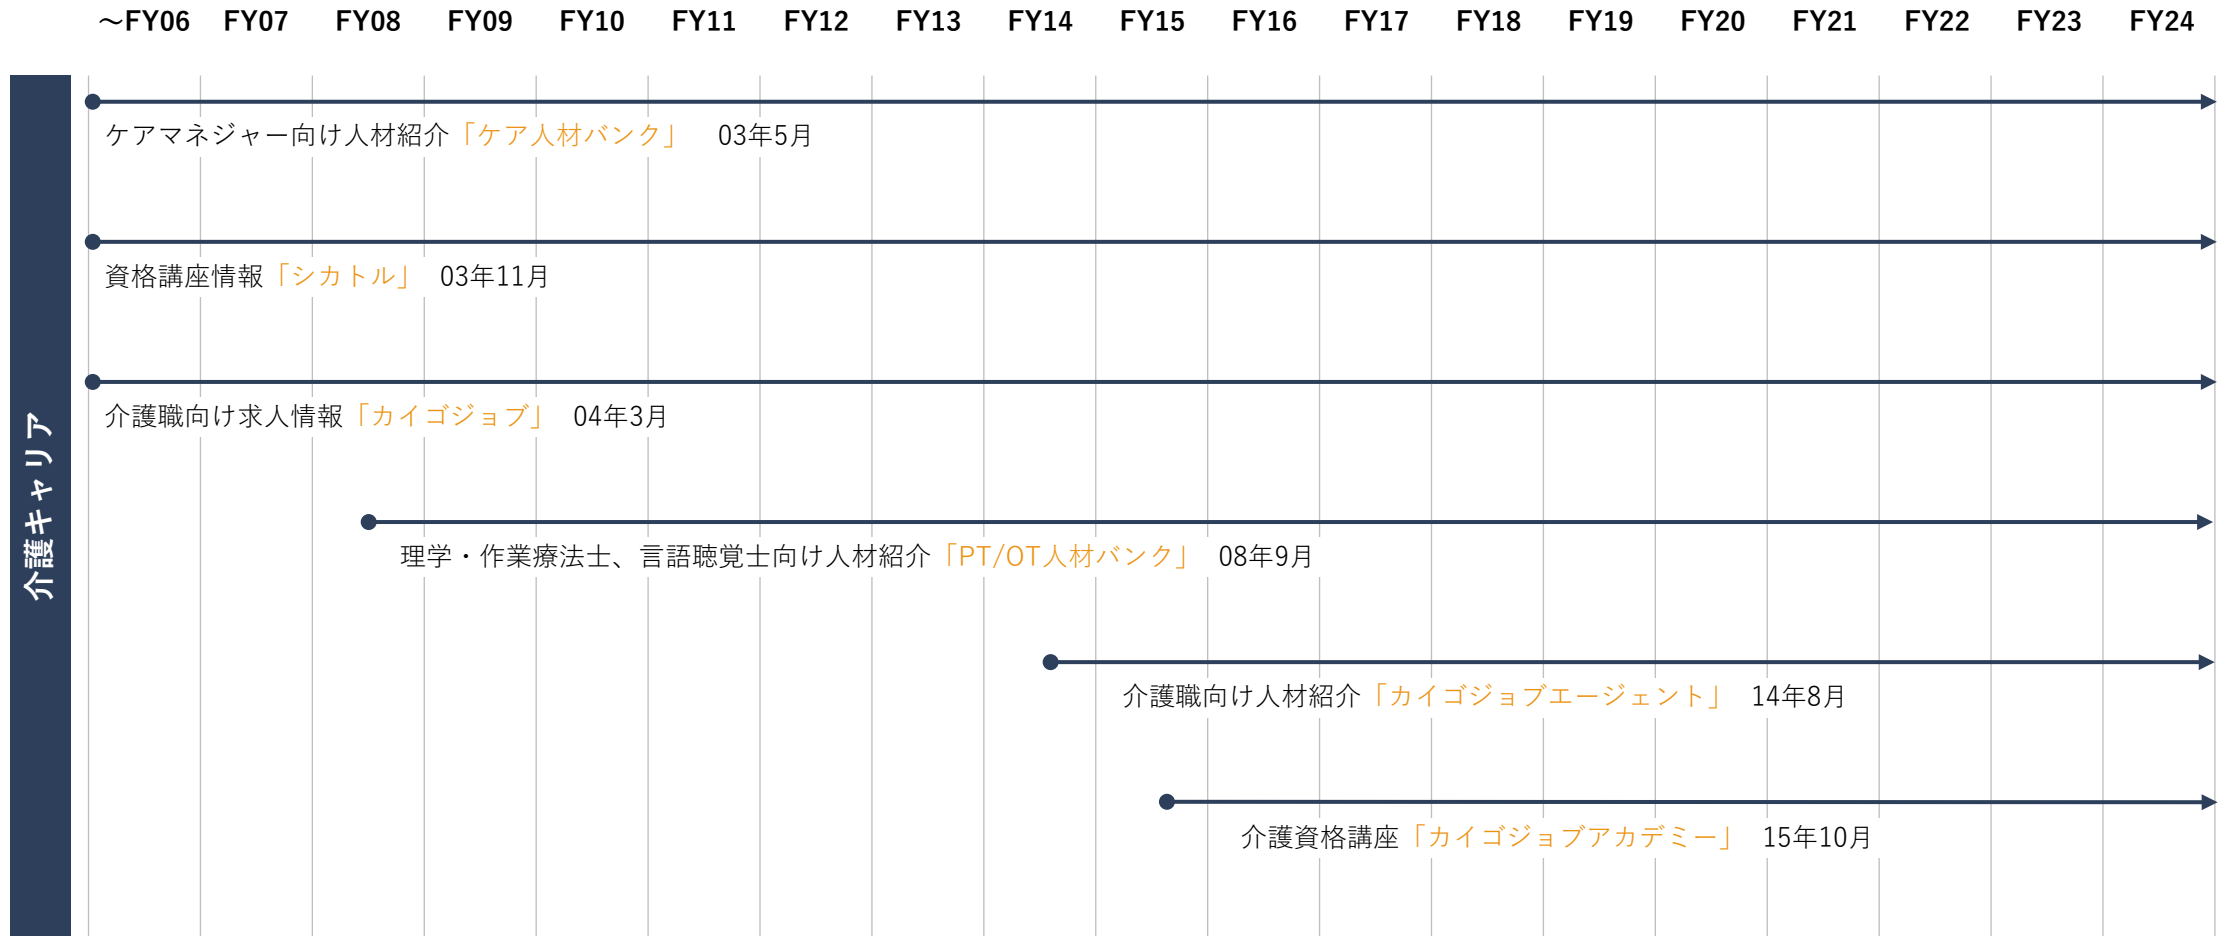 ～FY06 FY07 FY08 FY09 FY10 FY11 FY12 FY13 FY14 FY15 FY16 FY17 FY18 FY19 FY20 FY21 FY22 FY23 FY24
介護キャリア
ケアマネジャー向け人材紹介「ケア人材バンク」 03年5月
資格講座情報「シカトル」 03年11月
介護職向け求人情報「カイゴジョブ」 04年3月
理学・作業療法士、言語聴覚士向け人材紹介「PT/OT人材バンク」 08年9月
介護職向け人材紹介「カイゴジョブエージェント」 14年8月
介護資格講座「カイゴジョブアカデミー」 15年10月